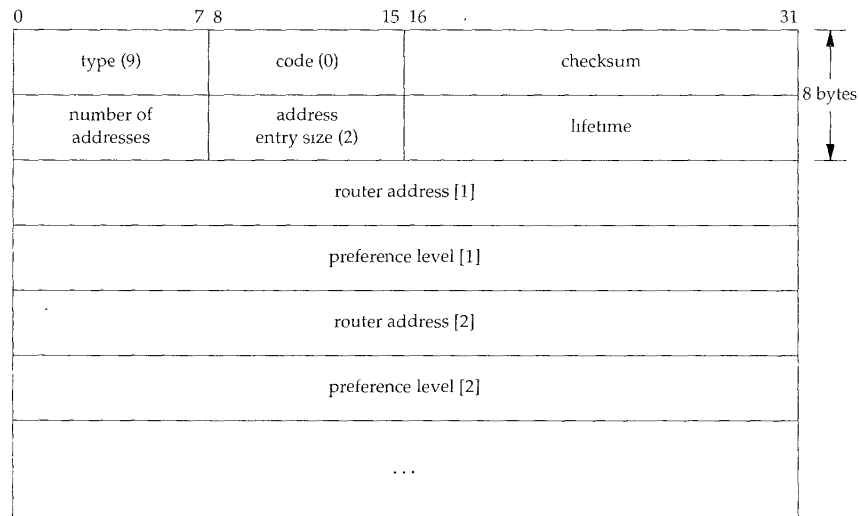 0 7 8 15 16 31
type (9) code (0) checksum
8 bytes
number of addresses address entry size (2) lifetime
router address [1]
preference level [1]
router address [2]
preference level [2]
...